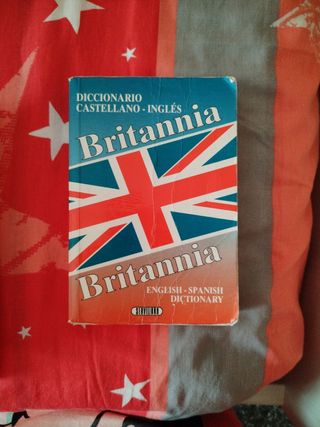 DICCIONARIO
CASTELLANO - INGLÉS
Britannia
Britannia
ENGLISH - SPANISH
DICTIONARY